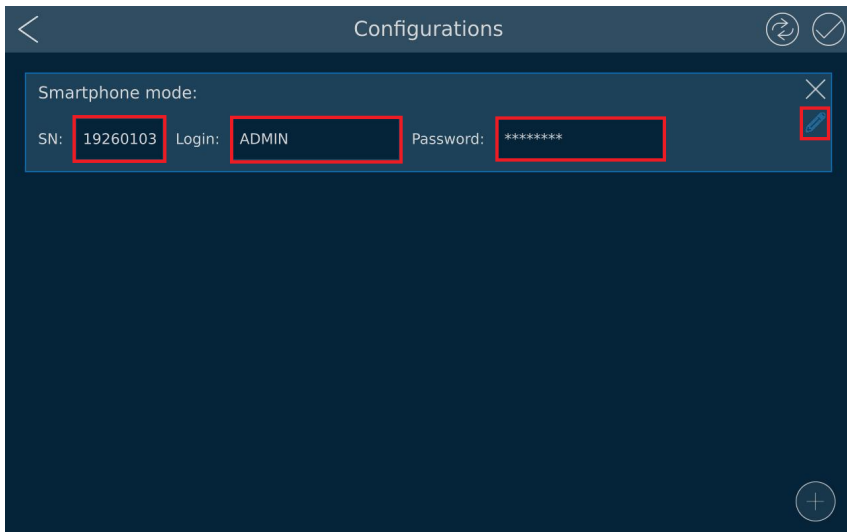 Configurations
Smartphone mode:
SN: 19260103 Login: ADMIN Password: ********